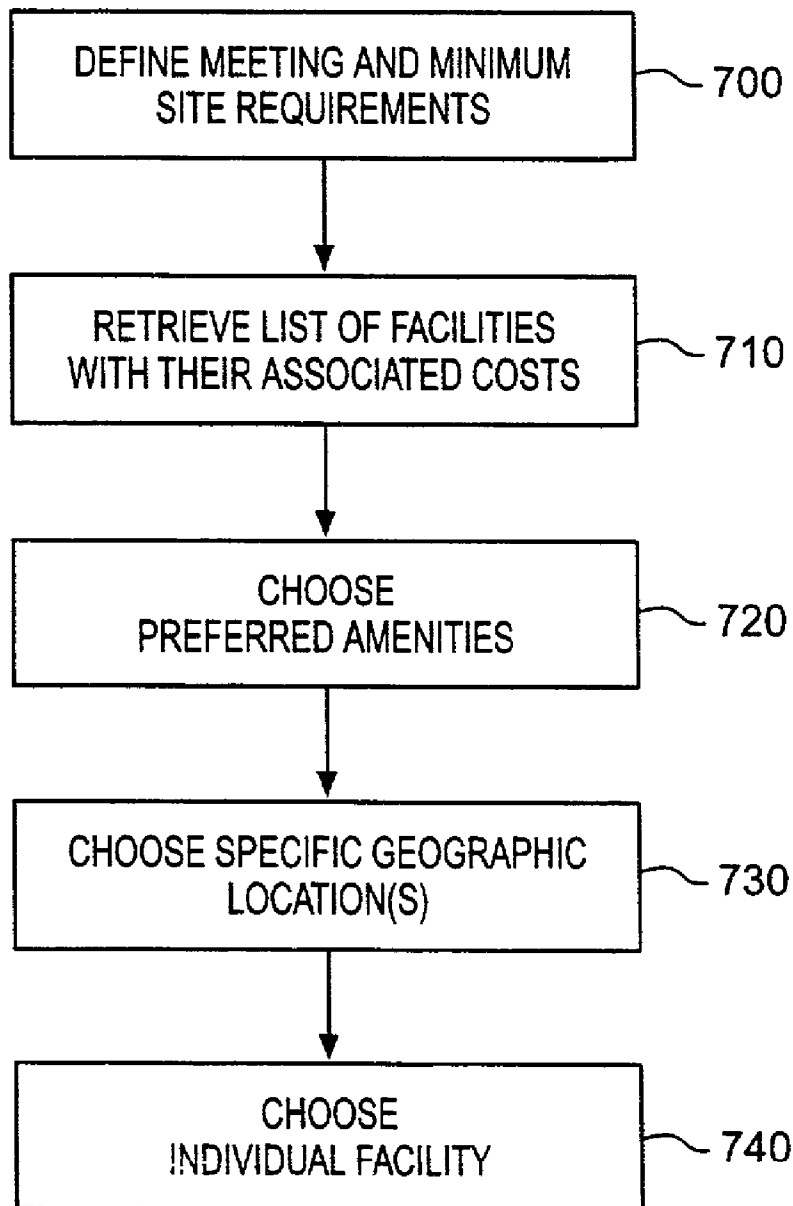 DEFINE MEETING AND MINIMUM
SITE REQUIREMENTS
700
RETRIEVE LIST OF FACILITIES
WITH THEIR ASSOCIATED COSTS
710
CHOOSE
PREFERRED AMENITIES
720
CHOOSE SPECIFIC GEOGRAPHIC
LOCATION(S)
730
CHOOSE
INDIVIDUAL FACILITY
740